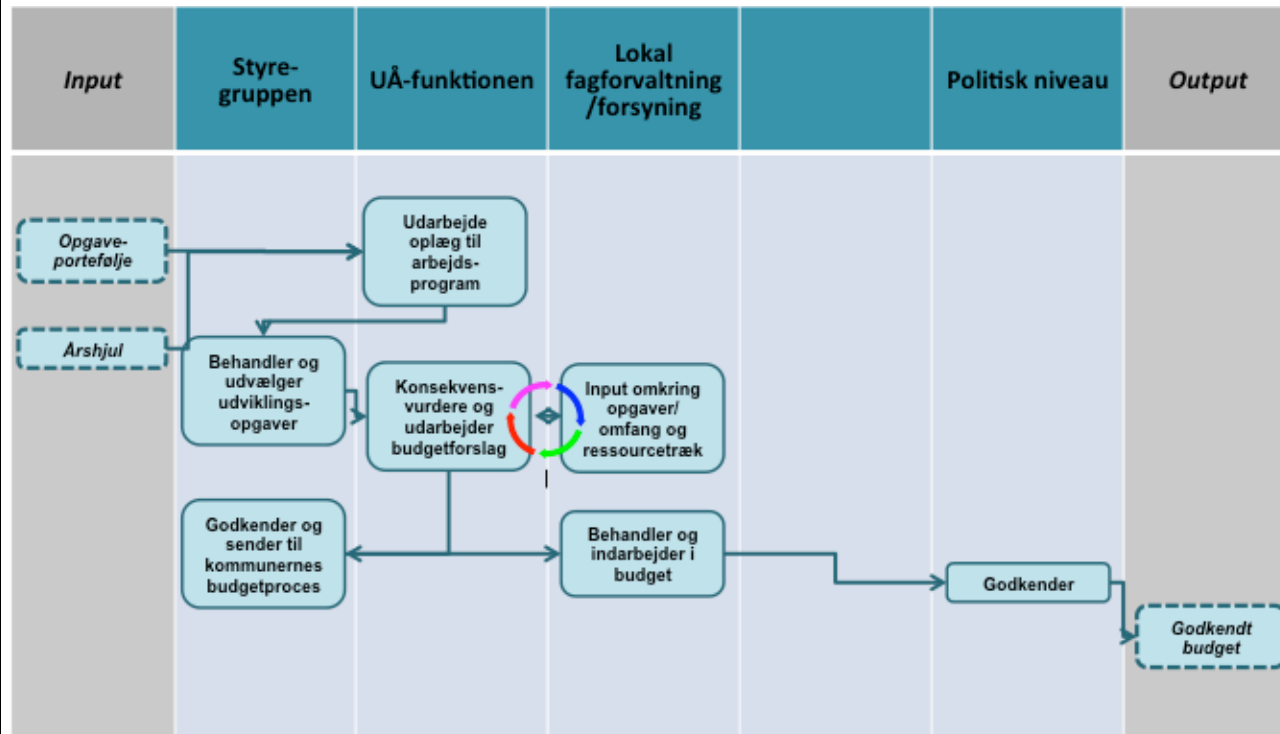 Input
Styre-
gruppen
UÅ-funktionen
Lokal
fagforvaltning
/forsyning
Politisk niveau
Output
Opgave-
portefølje
Udarbejde
oplæg til
arbejds-
program
Årshjul
Behandler og
udvælger
udviklings-
opgaver
Konsekvens-
vurdere og
udarbejder
budgetforslag
Input omkring
opgaver/
omfang og
ressourcetræk
Godkender og
sender til
kommunernes
budgetproces
Behandler og
indarbejder i
budget
Godkender
Godkendt
budget